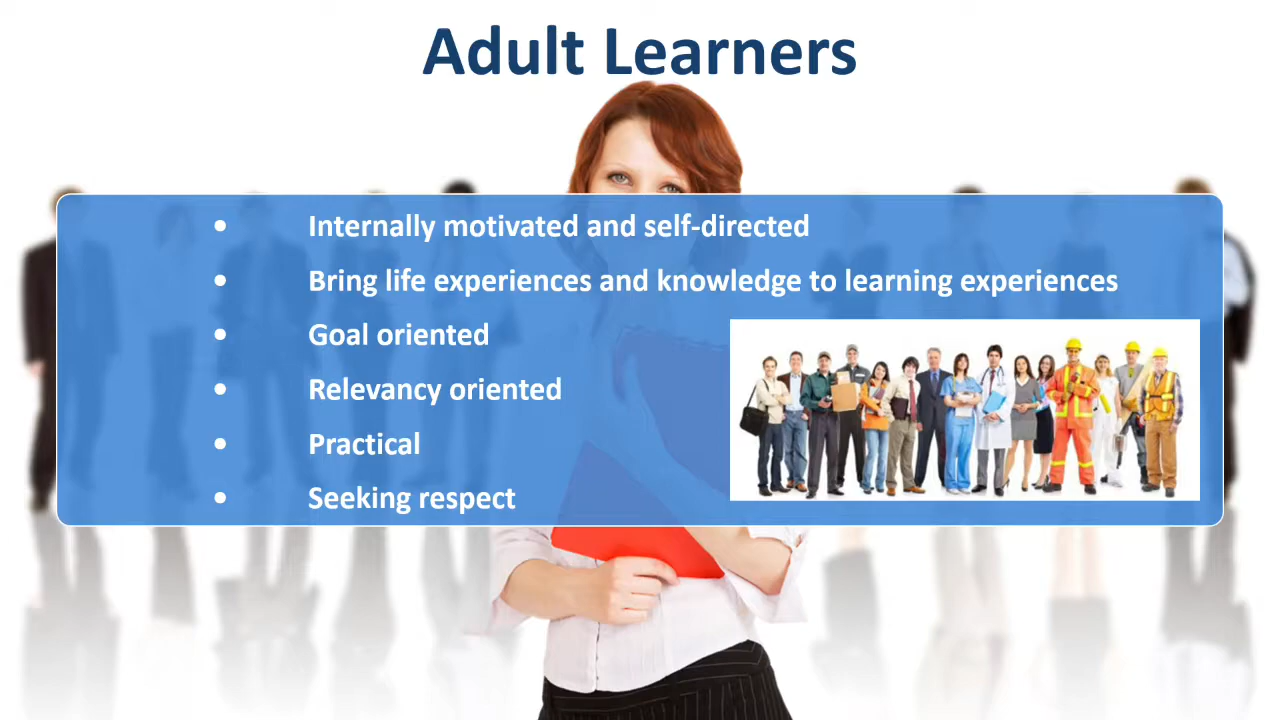 Adult Learners
• Internally motivated and self-directed
• Bring life experiences and knowledge to learning experiences
• Goal oriented
• Relevancy oriented
• Practical
• Seeking respect